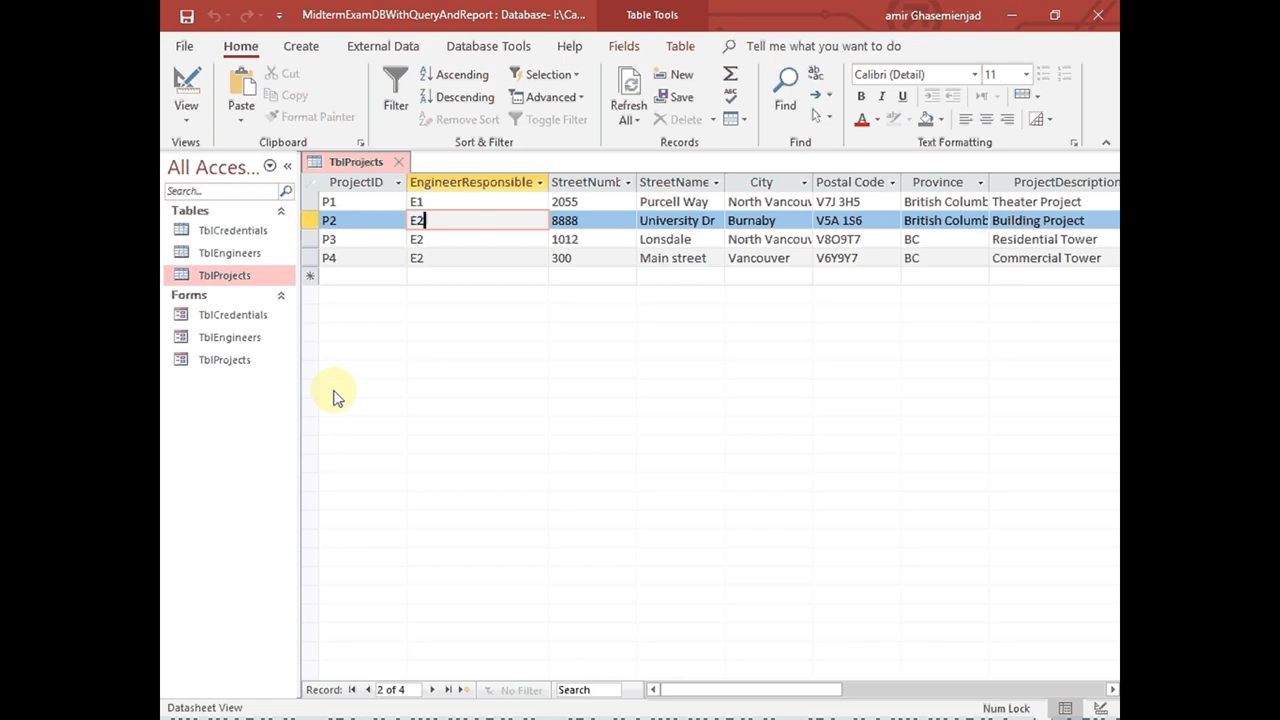 MidtermExamDBWithQueryAndReport : Database- I:\Ca... Table Tools amir Ghasemienjad
File Home Create External Data Database Tools Help Fields Table Tell me what you want to do
View Paste Cut Copy Format Painter Filter Ascending Descending Remove Sort Selection Advanced Toggle Filter Refresh All New Save Delete Find Calibri (Detail) 11
B I U
Views Clipboard Sort & Filter Records Find Text Formatting
All Acces...
Search...
Tables
TblCredentials
TblEngineers
TblProjects
Forms
TblCredentials
TblEngineers
TblProjects
TblProjects
ProjectID EngineerResponsible StreetNumb StreetName City Postal Code Province ProjectDescription
P1 E1 2055 Purcell Way North Vancouv V7J 3H5 British Columb Theater Project
P2 E2 8888 University Dr Burnaby V5A 1S6 British Columb Building Project
P3 E2 1012 Lonsdale North Vancouv V8O9T7 BC Residential Tower
P4 E2 300 Main street Vancouver V6Y9Y7 BC Commercial Tower
Record: 2 of 4 No Filter Search
Datasheet View Num Lock